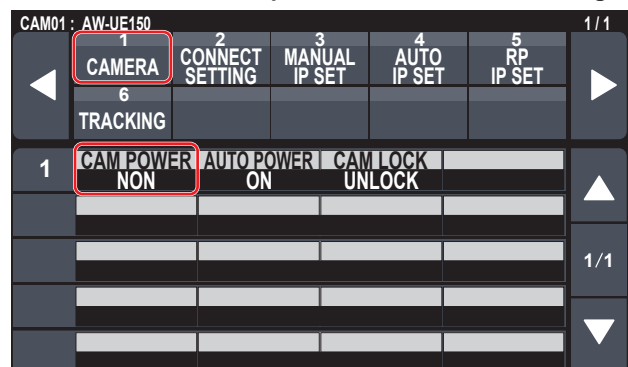 CAM01 : AW-UE150 1 / 1
1 2 3 4 5
CAMERA CONNECT SETTING MANUAL IP SET AUTO IP SET RP IP SET
6
TRACKING
1 CAM POWER AUTO POWER CAM LOCK
NON ON UNLOCK
1/1